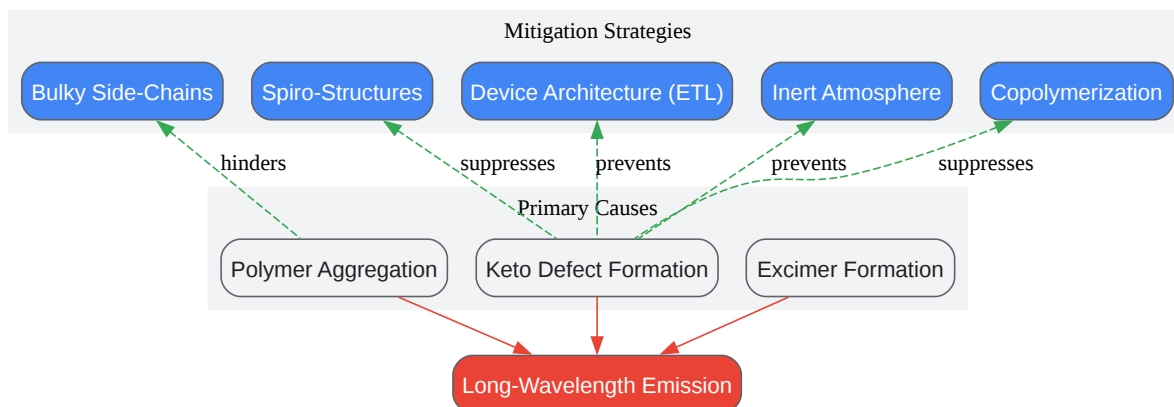 Mitigation Strategies
Bulky Side-Chains
Spiro-Structures
Device Architecture (ETL)
Inert Atmosphere
Copolymerization
hinders
suppresses
prevents
prevents
suppresses
Primary Causes
Polymer Aggregation
Keto Defect Formation
Excimer Formation
Long-Wavelength Emission